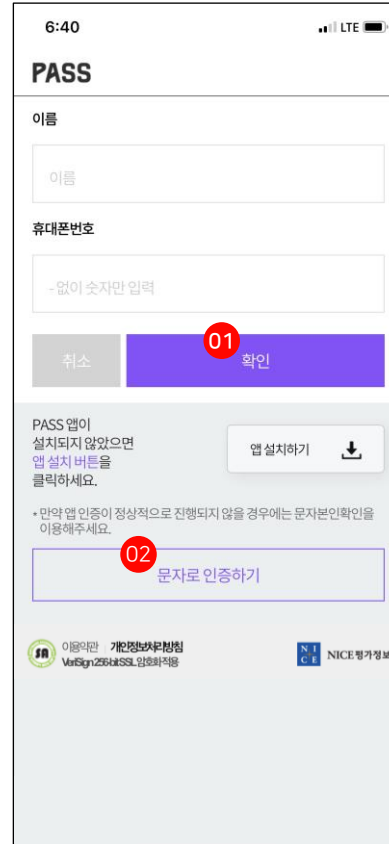 6:40 LTE
PASS
이름
이름
휴대폰번호
-없이 숫자만 입력
01
취소 확인
PASS 앱이
설치되지 않았으면
앱 설치 버튼을
클릭하세요.
앱 설치하기
* 만약 앱 인증이 정상적으로 진행되지 않을 경우에는 문자본인확인을
이용해주세요.
02
문자로 인증하기
SA
이용약관 개인정보처리방침
VeriSign 256-bit SSL 암호화적용
NICE
NICE평가정보